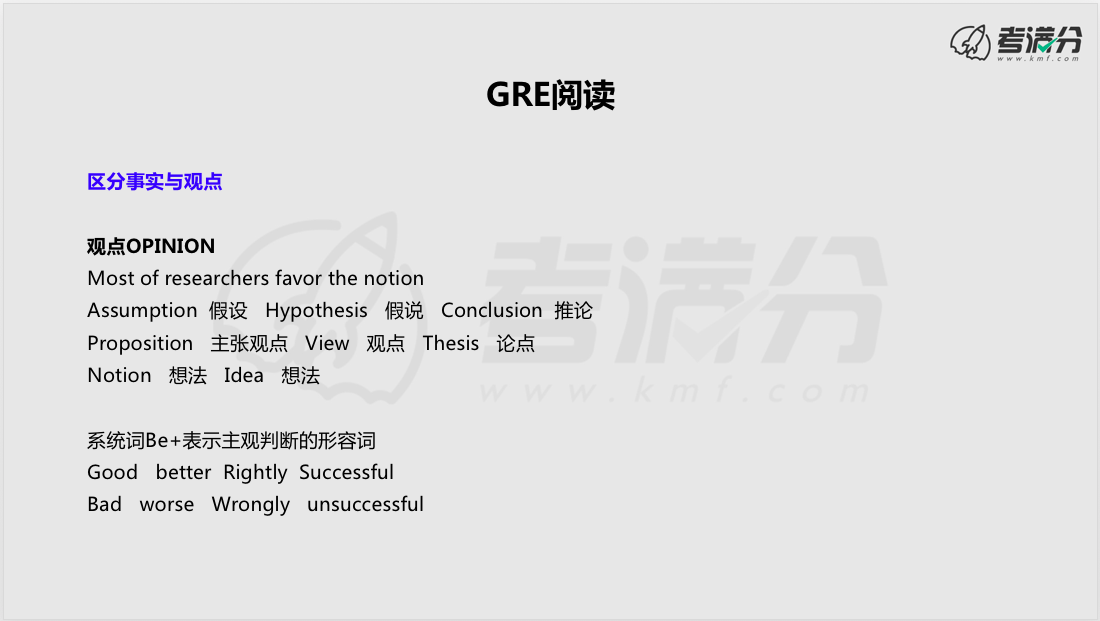 考满分
www.kmf.com
GRE阅读
区分事实与观点
观点OPINION
Most of researchers favor the notion
Assumption 假设 Hypothesis 假说 Conclusion 推论
Proposition 主张观点 View 观点 Thesis 论点
Notion 想法 Idea 想法
考满分
www.kmf.com
系统词Be+表示主观判断的形容词
Good better Rightly Successful
Bad worse Wrongly unsuccessful